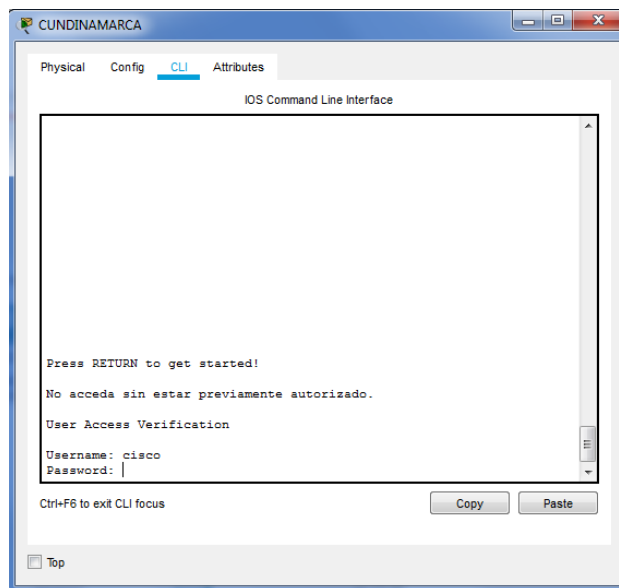 CUNDINAMARCA
Physical Config CLI Attributes
IOS Command Line Interface
Press RETURN to get started!
No acceda sin estar previamente autorizado.
User Access Verification
Username: cisco
Password:
Ctrl+F6 to exit CLI focus
Copy Paste
Top